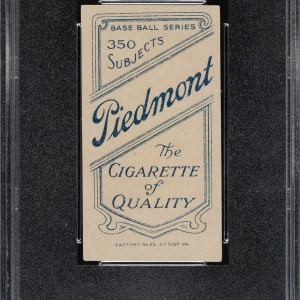 BASE BALL SERIES
350
SUBJECTS
Piedmont
The
CIGARETTE
of
QUALITY
FACTORY No 25, 2nd DIST. VA.